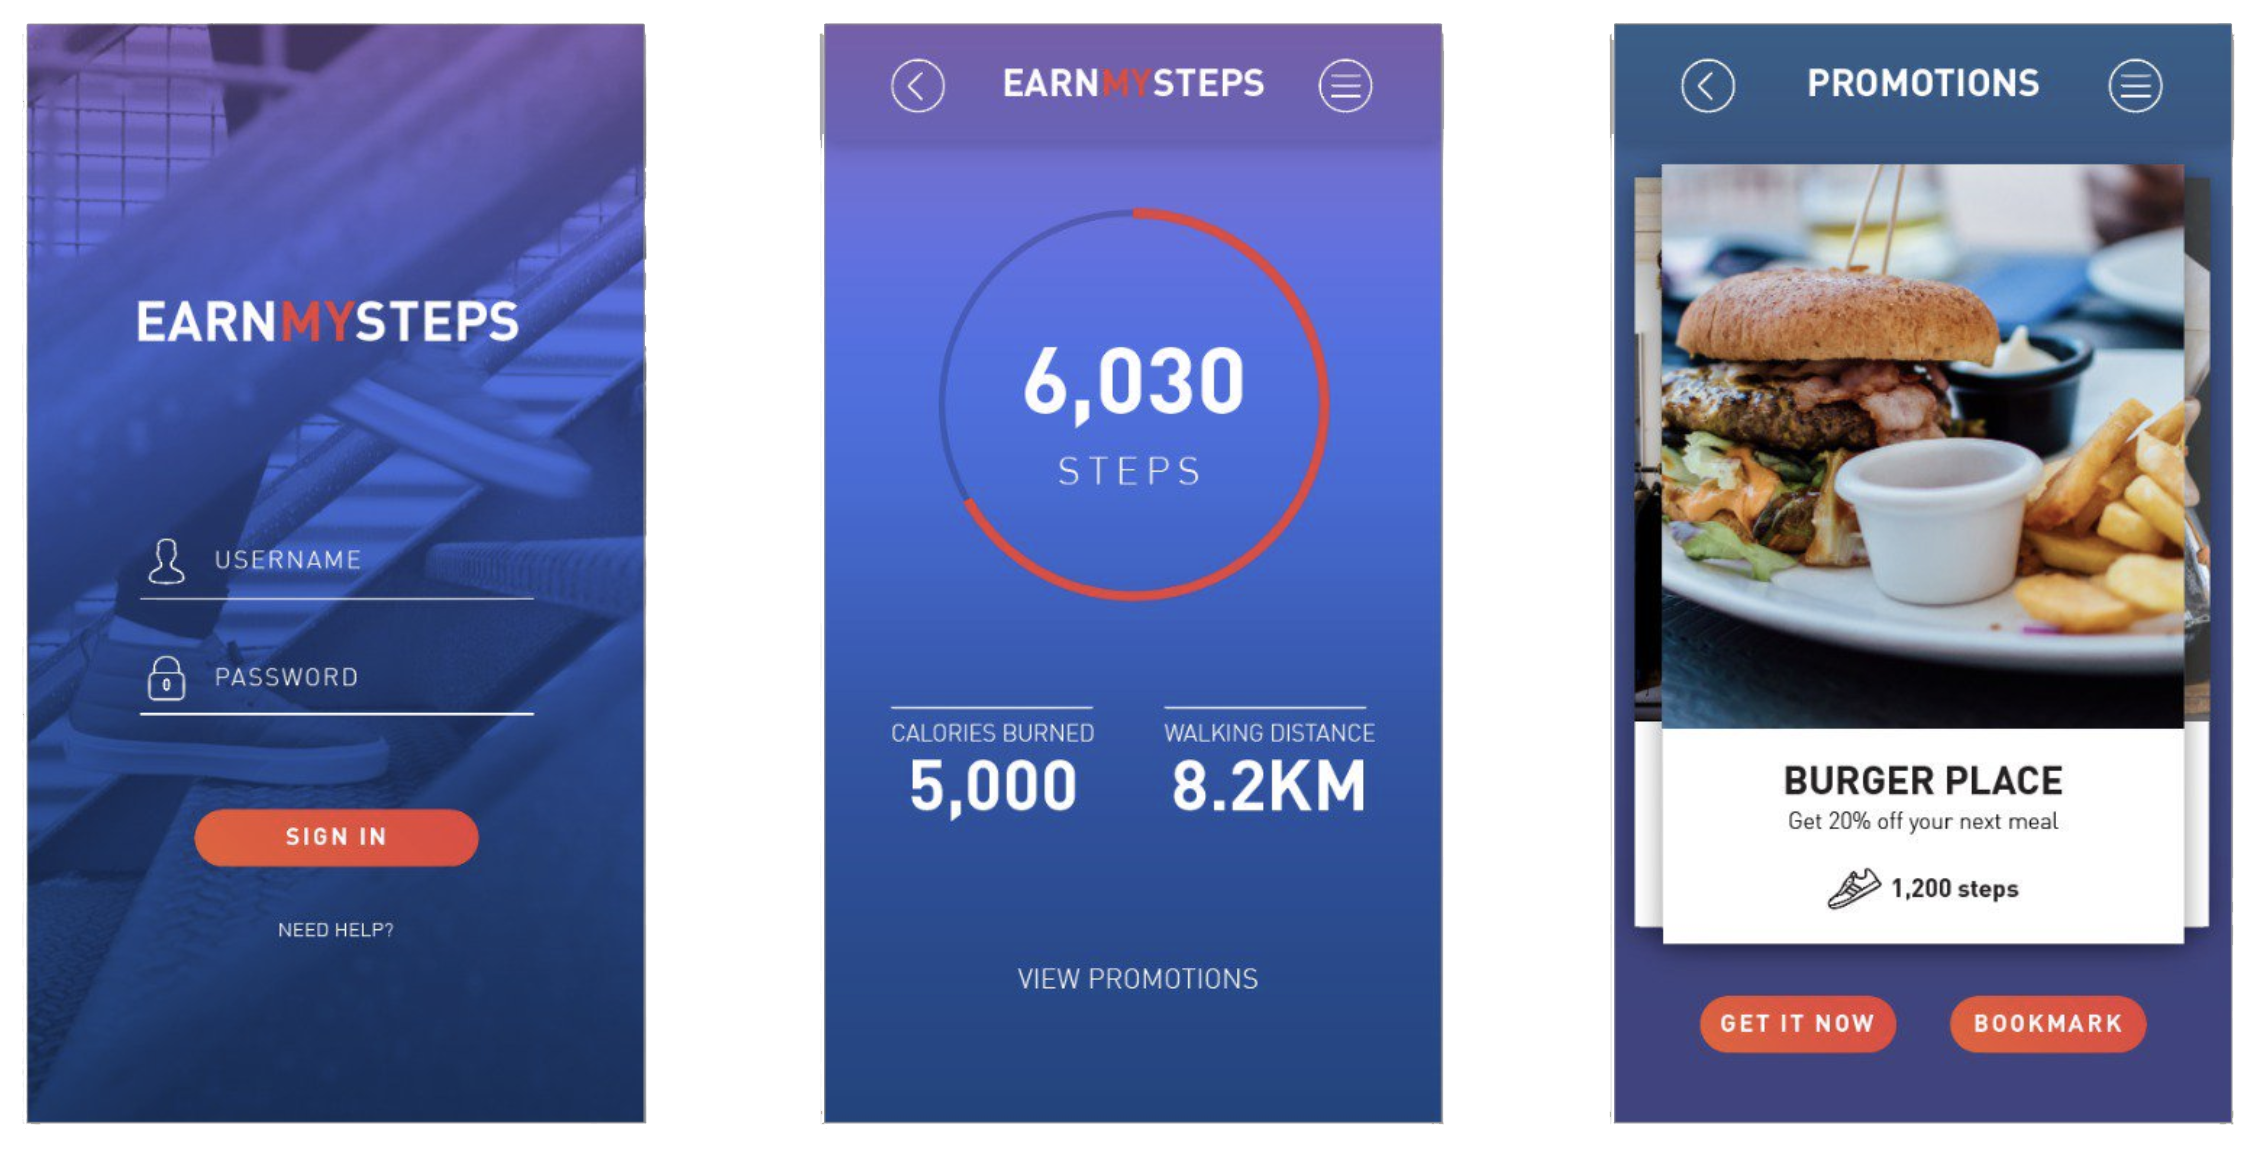 EARNMYSTEPS
USERNAME
PASSWORD
SIGN IN
NEED HELP?
EARNMYSTEPS
6,030
STEPS
CALORIES BURNED
5,000
WALKING DISTANCE
8.2KM
VIEW PROMOTIONS
PROMOTIONS
BURGER PLACE
Get 20% off your next meal
1,200 steps
GET IT NOW
BOOKMARK